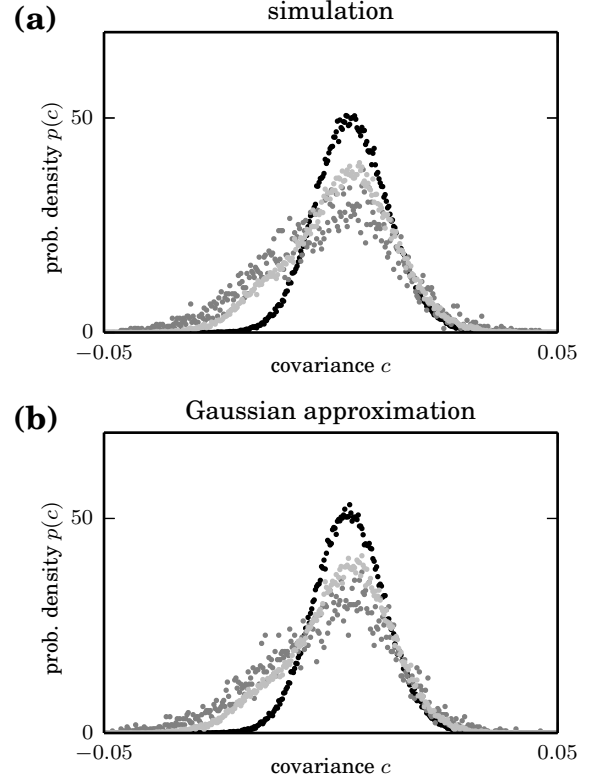 (a)
simulation
prob. density p(c)
50
0
−0.05
0.05
covariance c
(b)
Gaussian approximation
prob. density p(c)
50
0
−0.05
0.05
covariance c